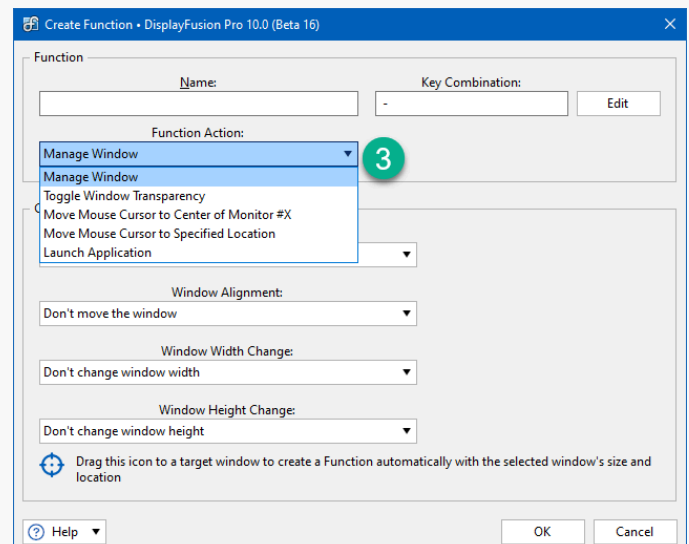 Create Function • DisplayFusion Pro 10.0 (Beta 16)
Function
Name:
Key Combination:
-
Edit
Function Action:
Manage Window
3
Manage Window
Toggle Window Transparency
Move Mouse Cursor to Center of Monitor #X
Move Mouse Cursor to Specified Location
Launch Application
Window Alignment:
Don't move the window
Window Width Change:
Don't change window width
Window Height Change:
Don't change window height
Drag this icon to a target window to create a Function automatically with the selected window's size and
location
? Help
OK
Cancel